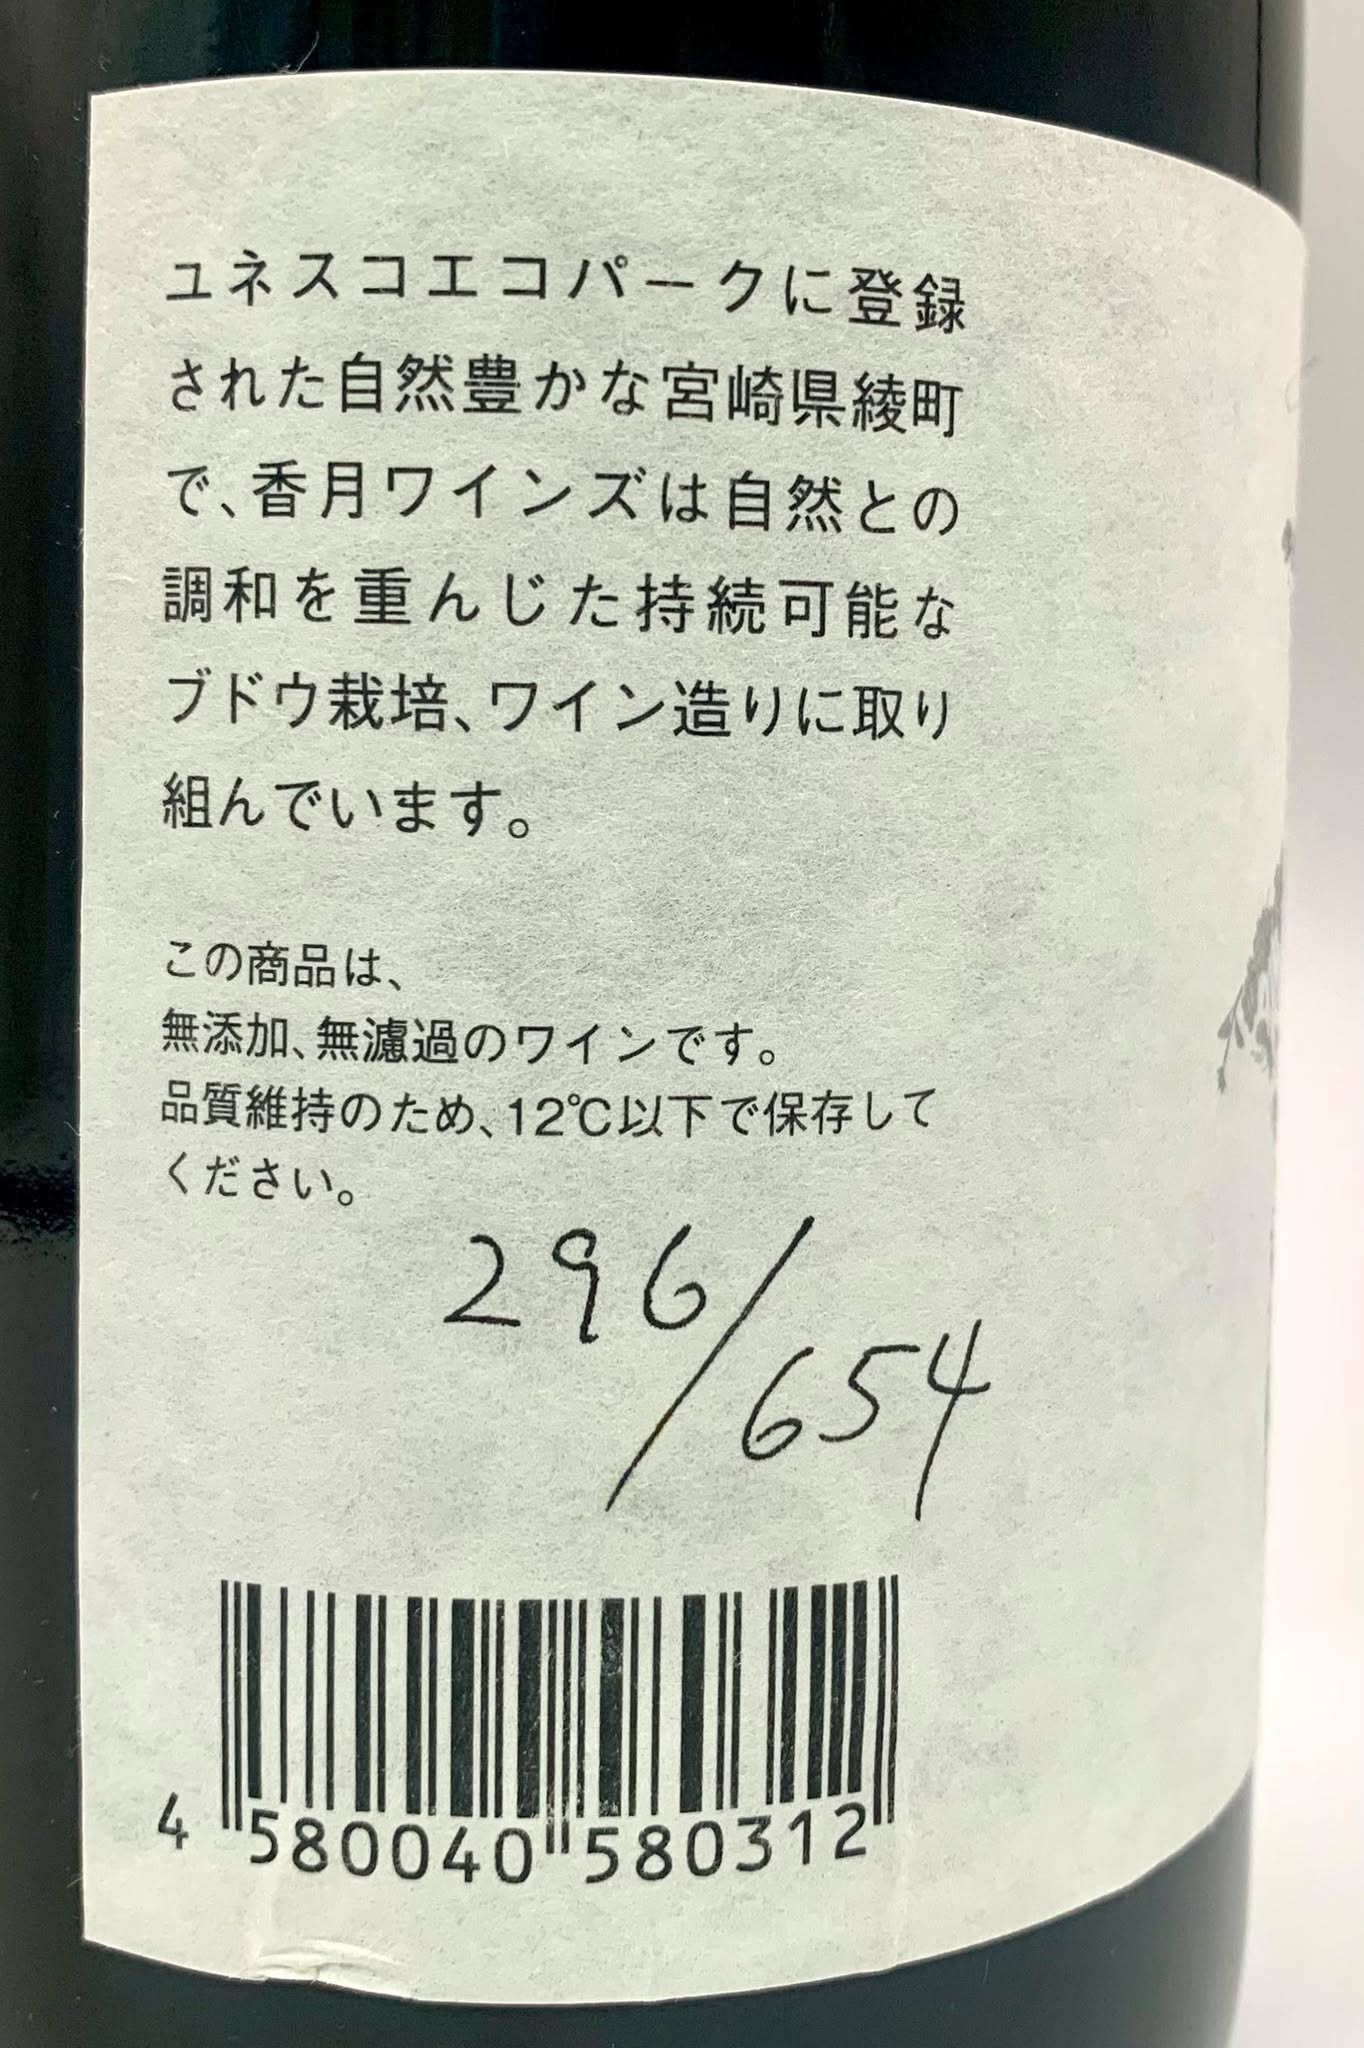 ユネスコエコパークに登録
された自然豊かな宮崎県綾町
で、香月ワインズは自然との
調和を重んじた持続可能な
ブドウ栽培、ワイン造りに取り
組んでいます。
この商品は、
無添加、無濾過のワインです。
品質維持のため、12℃以下で保存して
ください。
296/654
4 580040 580312